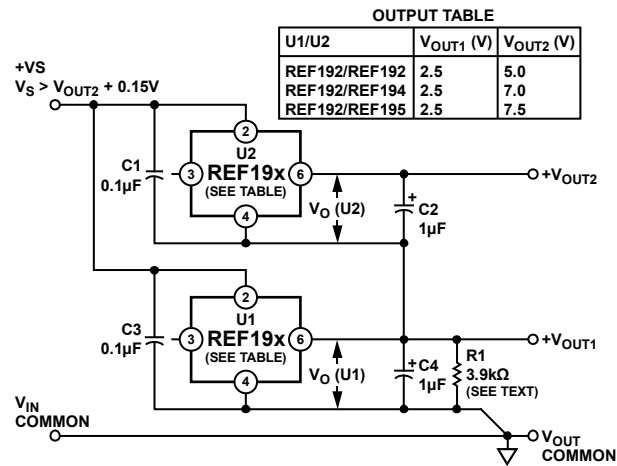 OUTPUT TABLE
U1/U2 VOUT1 (V) VOUT2 (V)
REF192/REF192 2.5 5.0
REF192/REF194 2.5 7.0
REF192/REF195 2.5 7.5
+VS
VS > VOUT2 + 0.15V
2
U2
C1
0.1µF
3
REF19x
(SEE TABLE)
6
4
VO (U2)
+
C2
1µF
+VOUT2
2
U1
C3
0.1µF
3
REF19x
(SEE TABLE)
6
4
VO (U1)
+
C4
1µF
R1
3.9kΩ
(SEE TEXT)
+VOUT1
VIN
COMMON
VOUT
COMMON